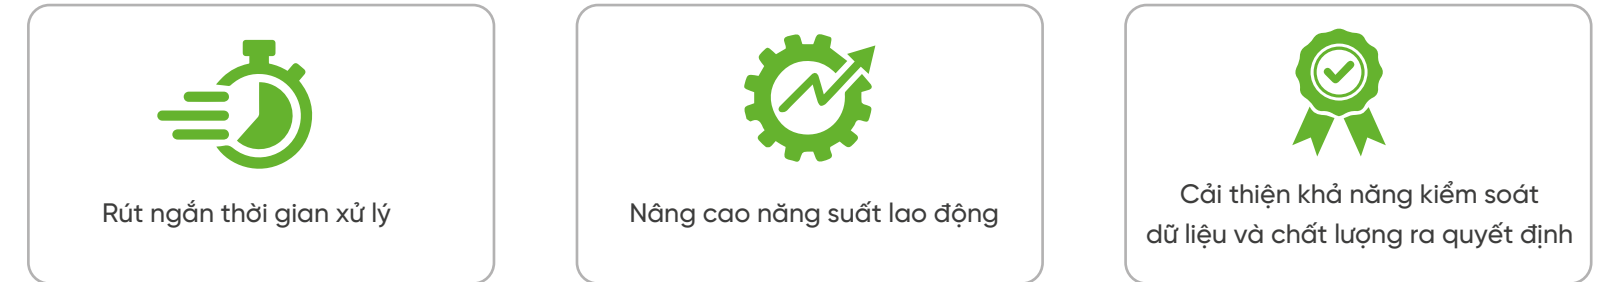 Rút ngắn thời gian xử lý
Nâng cao năng suất lao động
Cải thiện khả năng kiểm soát
dữ liệu và chất lượng ra quyết định